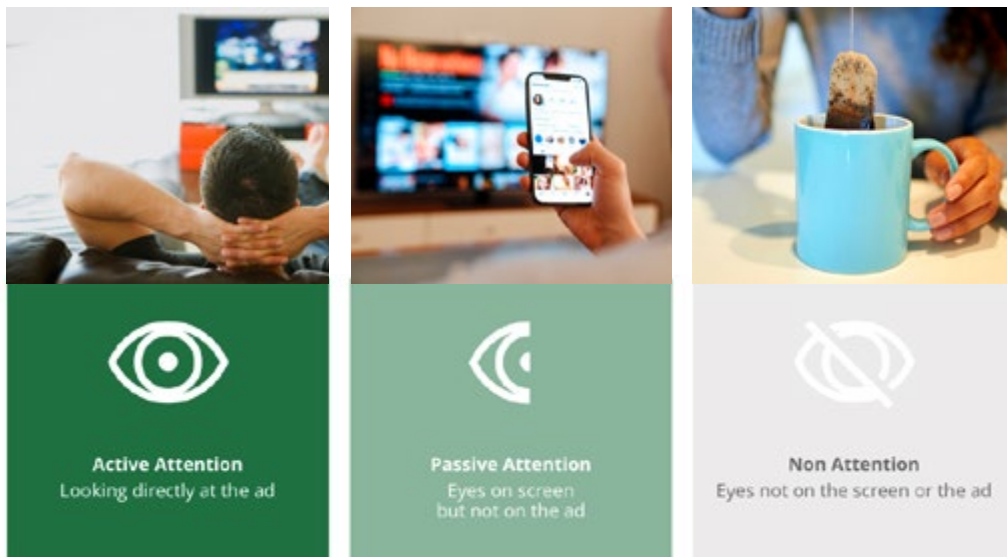 Active Attention
Looking directly at the ad
Passive Attention
Eyes on screen
but not on the ad
Non Attention
Eyes not on the screen or the ad